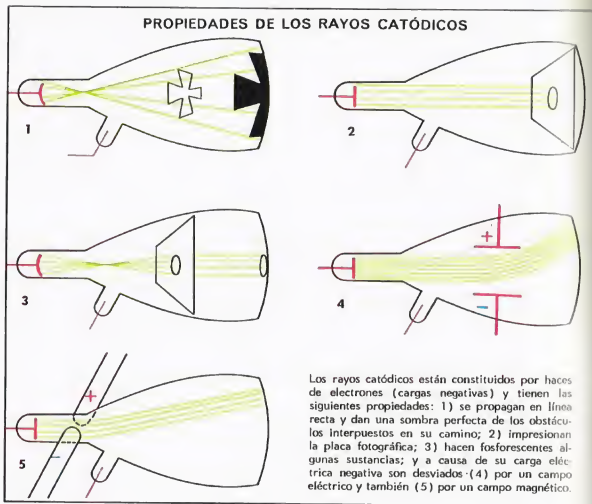 PROPIEDADES DE LOS RAYOS CATÓDICOS
1
2
3
+
-
4
+
-
5
Los rayos catódicos están constituidos por haces
de electrones (cargas negativas) y tienen las
siguientes propiedades: 1) se propagan en línea
recta y dan una sombra perfecta de los obstácu-
los interpuestos en su camino; 2) impresionan
la placa fotográfica; 3) hacen fosforescentes al-
gunas sustancias; y a causa de su carga eléc-
trica negativa son desviados (4) por un campo
eléctrico y también (5) por un campo magnético.